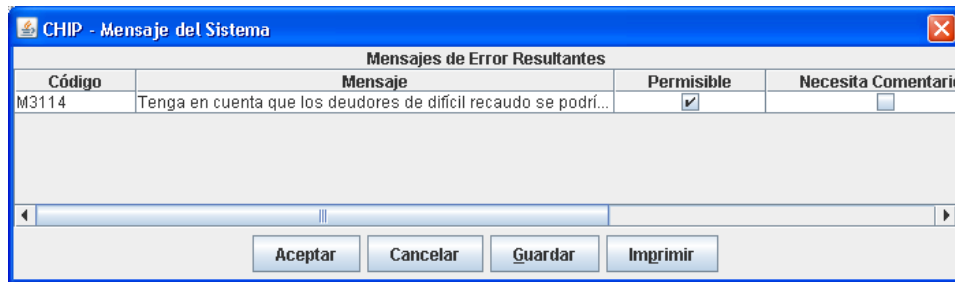 CHIP - Mensaje del Sistema
Mensajes de Error Resultantes
Código Mensaje Permisible Necesita Comentari
M3114 Tenga en cuenta que los deudores de difícil recaudo se podrí...
Aceptar Cancelar Guardar Imprimir